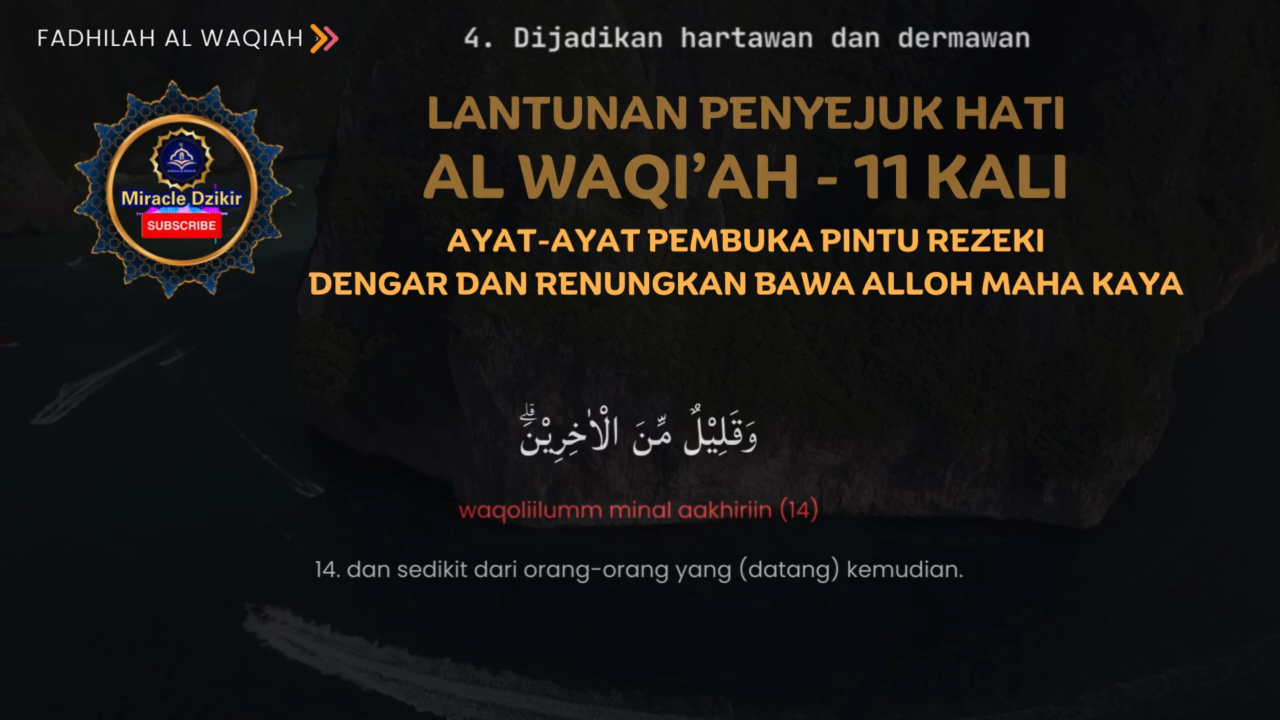 FADHILAH AL WAQIAH
4. Dijadikan hartawan dan dermawan
LANTUNAN PENYEJUK HATI
AL WAQI'AH - 11 KALI
AYAT-AYAT PEMBUKA PINTU REZEKI
DENGAR DAN RENUNGKAN BAWA ALLOH MAHA KAYA
Miracle Dzikir
SUBSCRIBE
وَقَلِيْلٌ مِّنَ الْاٰخِرِيْنَۗ
waqoliilumm minal aakhiriin (14)
14. dan sedikit dari orang-orang yang (datang) kemudian.